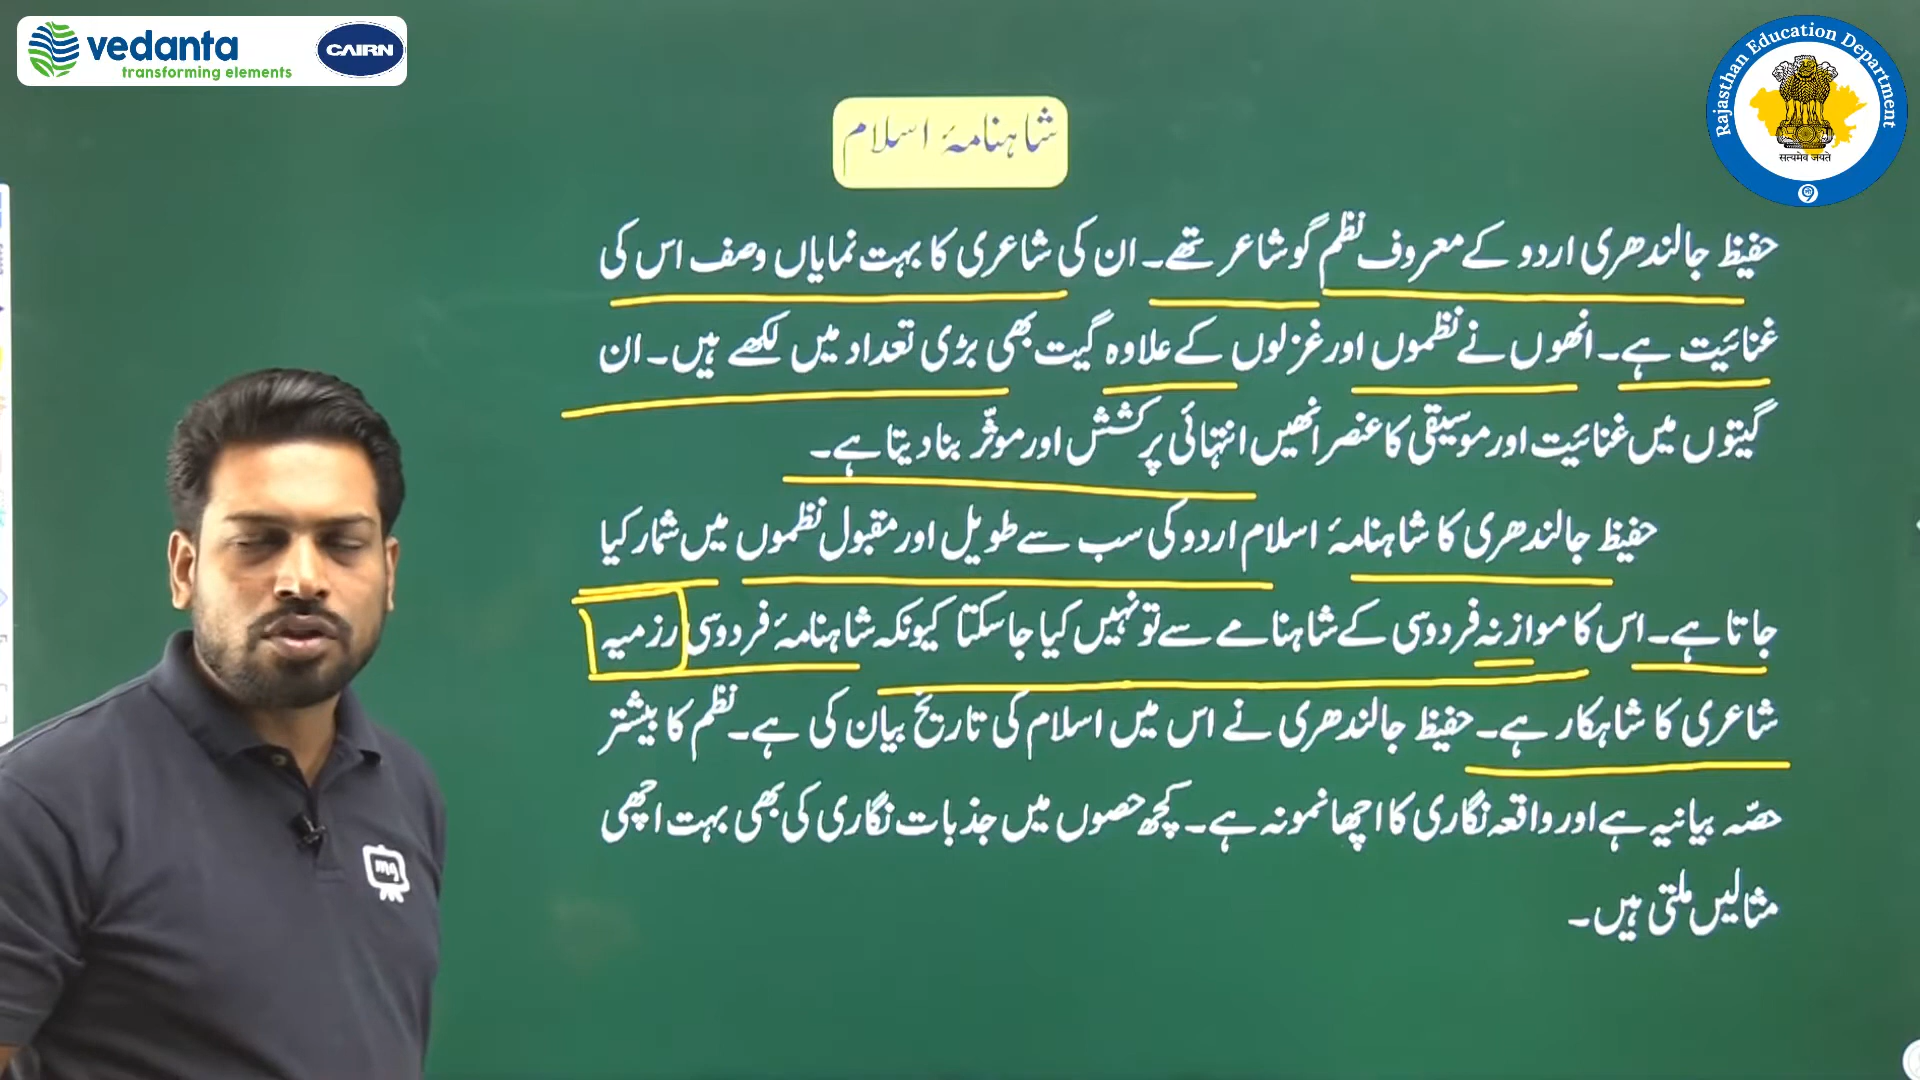 vedanta
transforming elements
CAIRN
Rajasthan Education Department
सत्यमेव जयते
شاہنامۂ اسلام
حفیظ جالندھری اردو کے معروف نظم گو شاعر تھے۔ ان کی شاعری کا بہت نمایاں وصف اس کی
غنائیت ہے۔ انھوں نے نظموں اور غزلوں کے علاوہ گیت بھی بڑی تعداد میں لکھے ہیں۔ ان
گیتوں میں غنائیت اور موسیقی کا عنصر انھیں انتہائی پرکشش اور موثّر بنا دیتا ہے۔
حفیظ جالندھری کا شاہنامۂ اسلام اردو کی سب سے طویل اور مقبول نظموں میں شمار کیا
جاتا ہے۔ اس کا موازنہ فردوسی کے شاہنامے سے تو نہیں کیا جا سکتا کیونکہ شاہنامۂ فردوسی رزمیہ
شاعری کا شاہکار ہے۔ حفیظ جالندھری نے اس میں اسلام کی تاریخ بیان کی ہے۔ نظم کا بیشتر
حصّہ بیانیہ ہے اور واقعہ نگاری کا اچھا نمونہ ہے۔ کچھ حصوں میں جذبات نگاری کی بھی بہت اچھی
مثالیں ملتی ہیں۔
mg